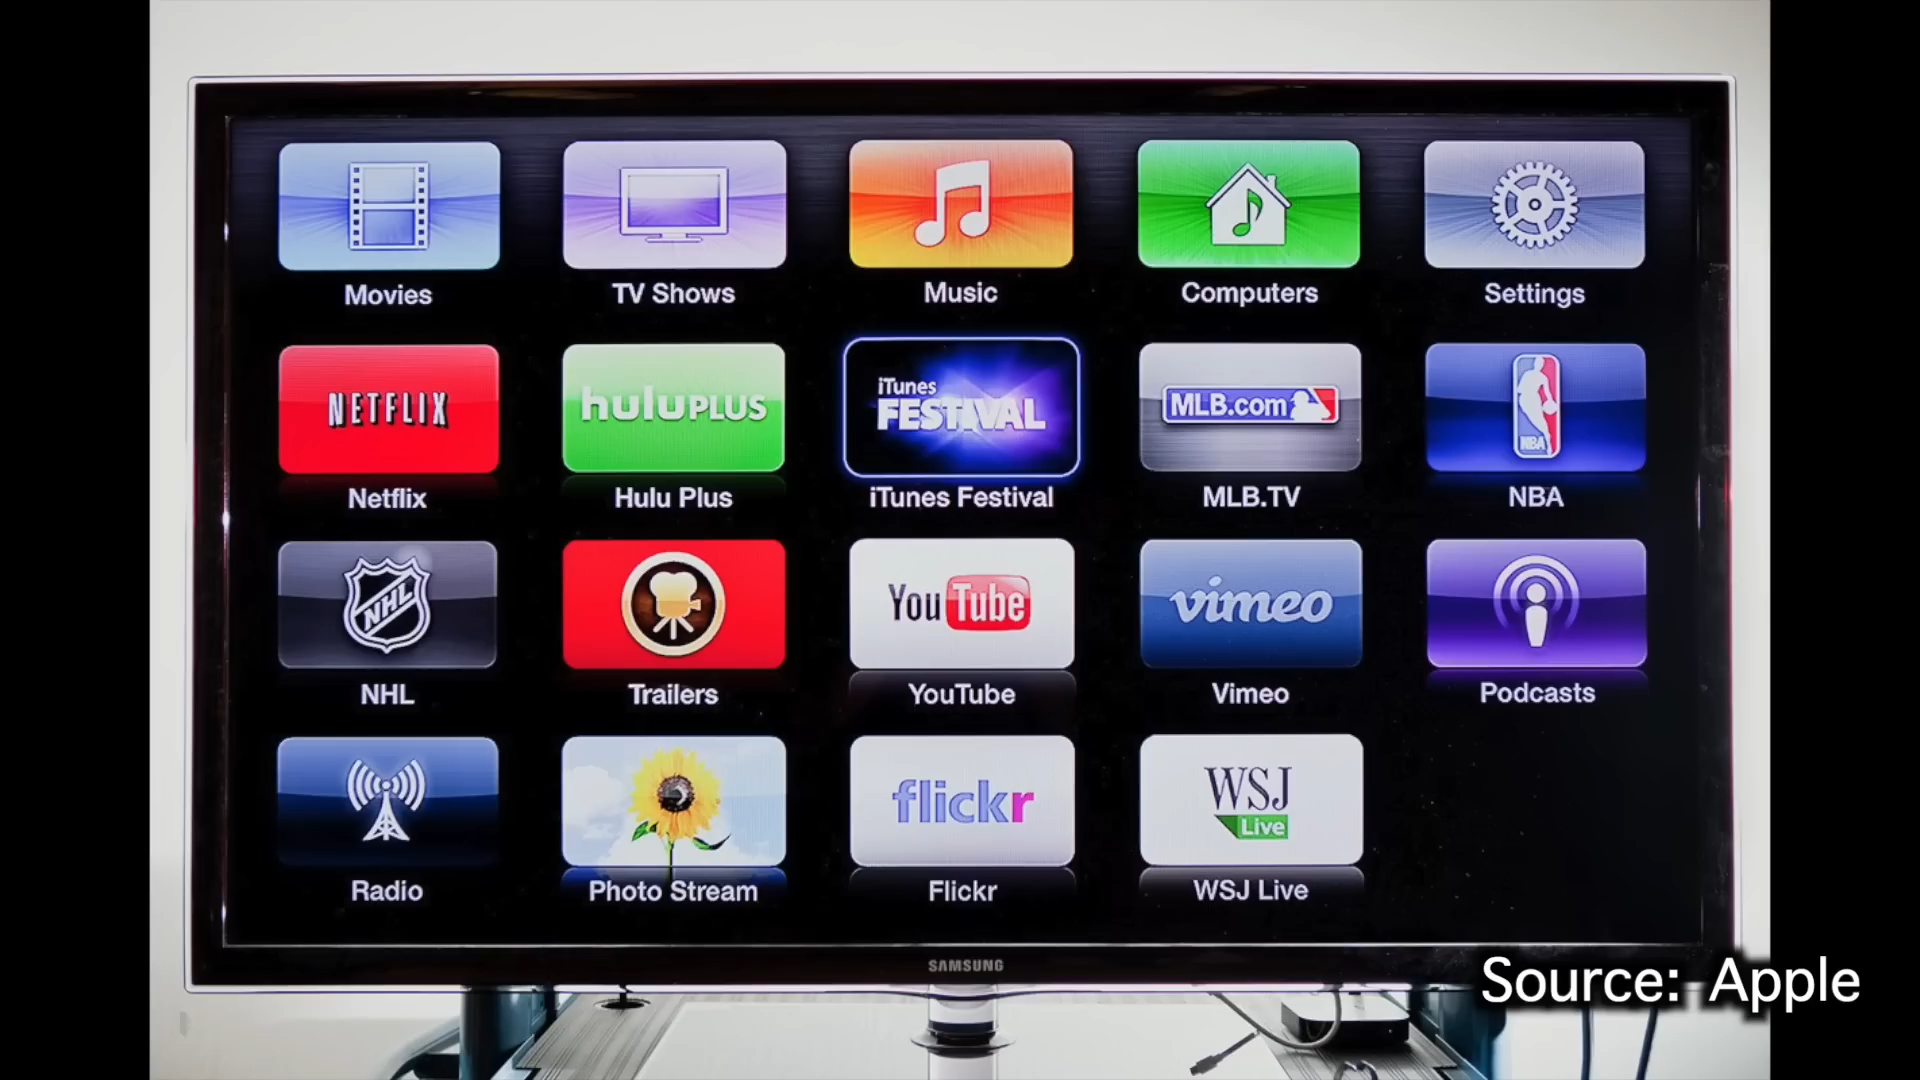 Movies
TV Shows
Music
Computers
Settings
NETFLIX
huluPLUS
iTunes
FESTIVAL
MLB.com
NBA
Netflix
Hulu Plus
iTunes Festival
MLB.TV
NBA
NHL
YouTube
vimeo
NHL
Trailers
YouTube
Vimeo
Podcasts
flickr
WSJ
Live
Radio
Photo Stream
Flickr
WSJ Live
SAMSUNG
Source: Apple